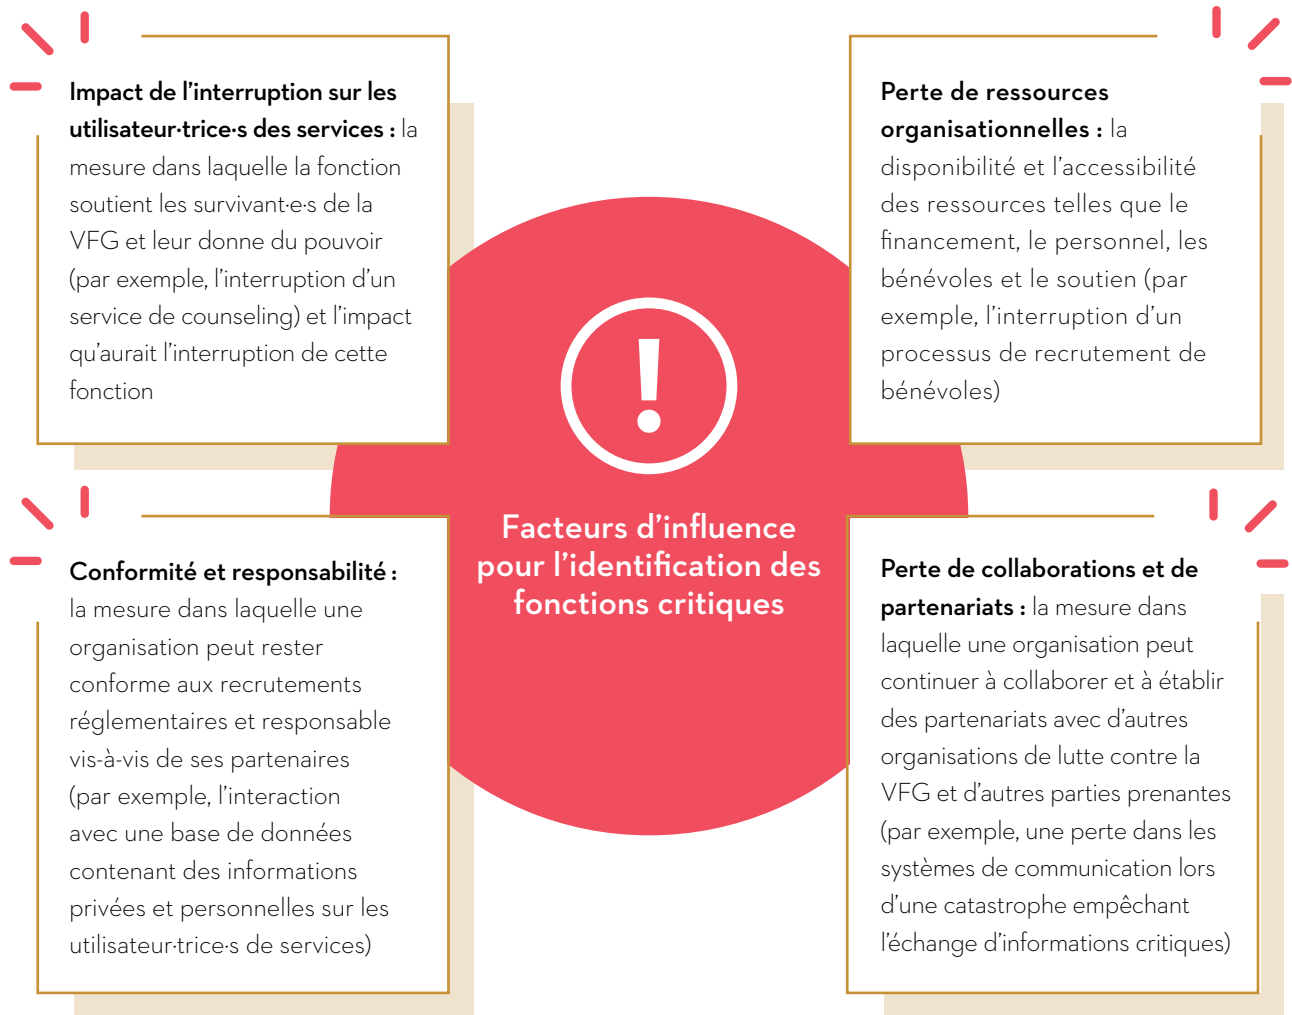 Impact de l'interruption sur les
utilisateur·trice·s des services : la
mesure dans laquelle la fonction
soutient les survivant·e·s de la
VFG et leur donne du pouvoir
(par exemple, l'interruption d'un
service de counseling) et l'impact
qu'aurait l'interruption de cette
fonction
Perte de ressources
organisationnelles : la
disponibilité et l'accessibilité
des ressources telles que le
financement, le personnel, les
bénévoles et le soutien (par
exemple, l'interruption d'un
processus de recrutement de
bénévoles)
!
Facteurs d'influence
pour l'identification des
fonctions critiques
Conformité et responsabilité :
la mesure dans laquelle une
organisation peut rester
conforme aux recrutements
réglementaires et responsable
vis-à-vis de ses partenaires
(par exemple, l'interaction
avec une base de données
contenant des informations
privées et personnelles sur les
utilisateur·trice·s de services)
Perte de collaborations et de
partenariats : la mesure dans
laquelle une organisation peut
continuer à collaborer et à établir
des partenariats avec d'autres
organisations de lutte contre la
VFG et d'autres parties prenantes
(par exemple, une perte dans les
systèmes de communication lors
d'une catastrophe empêchant
l'échange d'informations critiques)